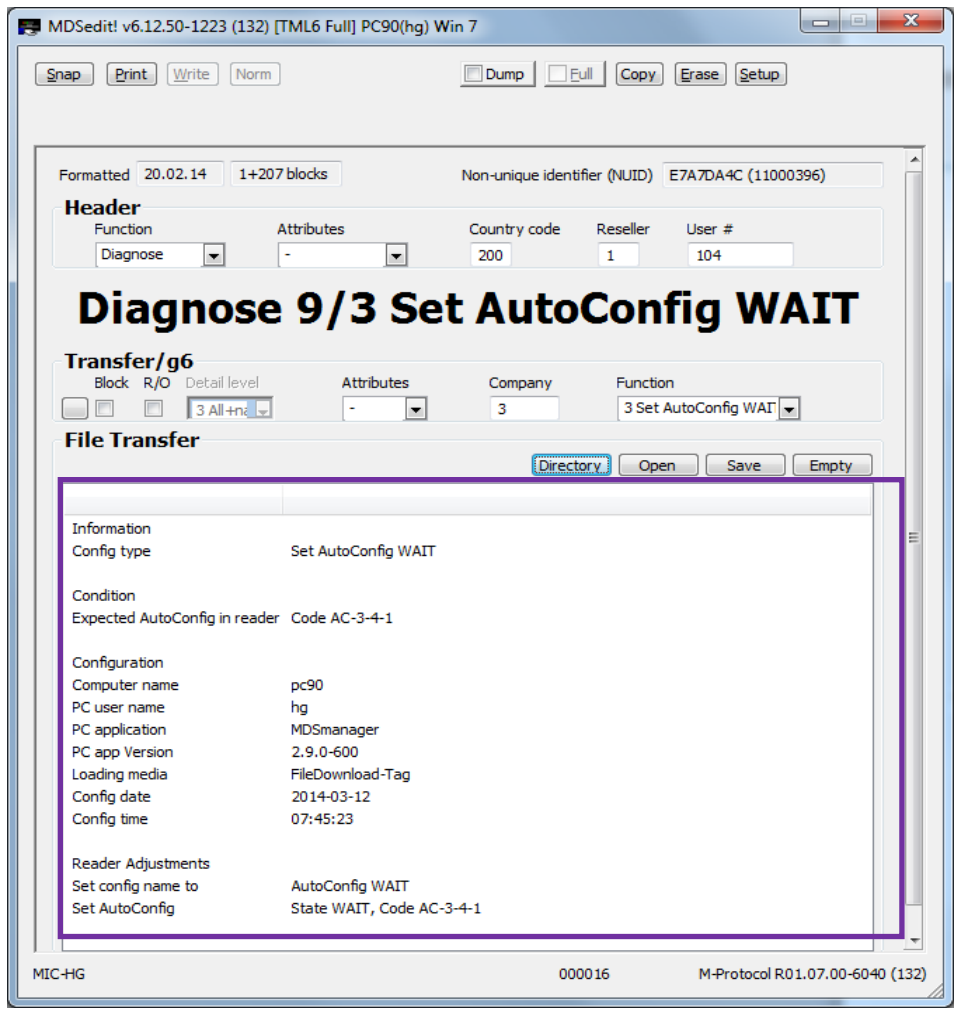 MDSedit! v6.12.50-1223 (132) [TML6 Full] PC90(hg) Win 7
Snap Print Write Norm Dump Full Copy Erase Setup
Formatted 20.02.14 1+207 blocks Non-unique identifier (NUID) E7A7DA4C (11000396)
Header
Function Attributes Country code Reseller User #
Diagnose - 200 1 104
Diagnose 9/3 Set AutoConfig WAIT
Transfer/g6
Block R/O Detail level Attributes Company Function
3 All+na - 3 3 Set AutoConfig WAIT
File Transfer
Directory Open Save Empty
Information
Config type Set AutoConfig WAIT
Condition
Expected AutoConfig in reader Code AC-3-4-1
Configuration
Computer name pc90
PC user name hg
PC application MDSmanager
PC app Version 2.9.0-600
Loading media FileDownload-Tag
Config date 2014-03-12
Config time 07:45:23
Reader Adjustments
Set config name to AutoConfig WAIT
Set AutoConfig State WAIT, Code AC-3-4-1
MIC-HG 000016 M-Protocol R01.07.00-6040 (132)